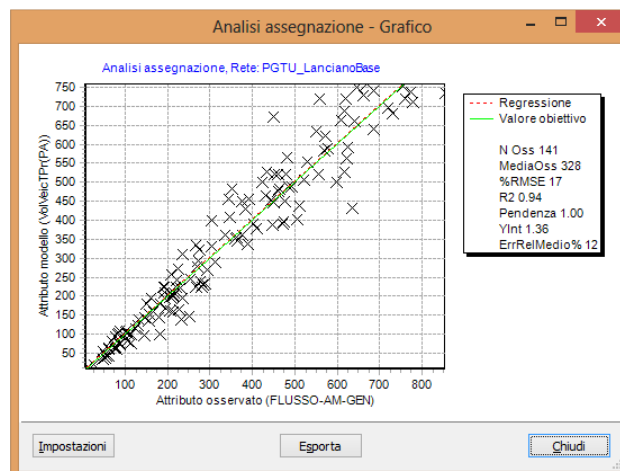 Analisi assegnazione - Grafico
Analisi assegnazione, Rete: PGTU_LancianoBase
Attributo modello (VolVeicTPr(PA))
750
700
650
600
550
500
450
400
350
300
250
200
150
100
50
100
200
300
400
500
600
700
800
Attributo osservato (FLUSSO-AM-GEN)
Regressione
Valore obiettivo
N Oss 141
MediaOss 328
%RMSE 17
R2 0.94
Pendenza 1.00
YInt 1.36
ErrRelMedio% 12
Impostazioni
Esporta
Chiudi